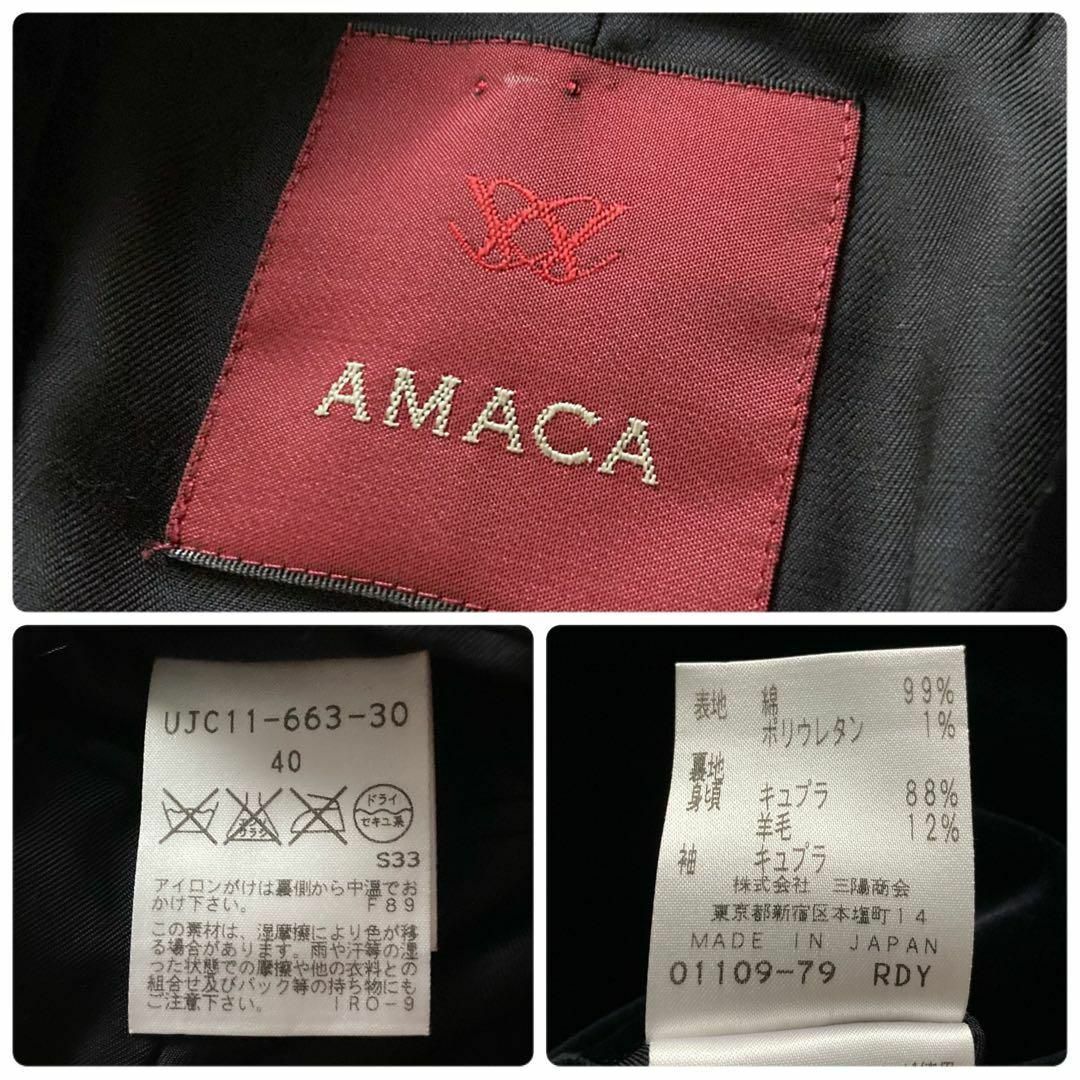 AMACA
UJC11-663-30
40
エンソ
サラシ
ドライ
セキユ系
S33
アイロンがけは裏側から中温でお
かけ下さい。 F89
この素材は、湿摩擦により色が移
る場合があります。雨や汗等の湿
った状態での摩擦や他の衣料との
組合せ及びバック等の持ち物にも
ご注意下さい。 IRO-9
表地 綿 99%
ポリウレタン 1%
裏地
身頃 キュプラ 88%
羊毛 12%
袖 キュプラ
株式会社 三陽商会
東京都新宿区本塩町14
MADE IN JAPAN
01109-79 RDY